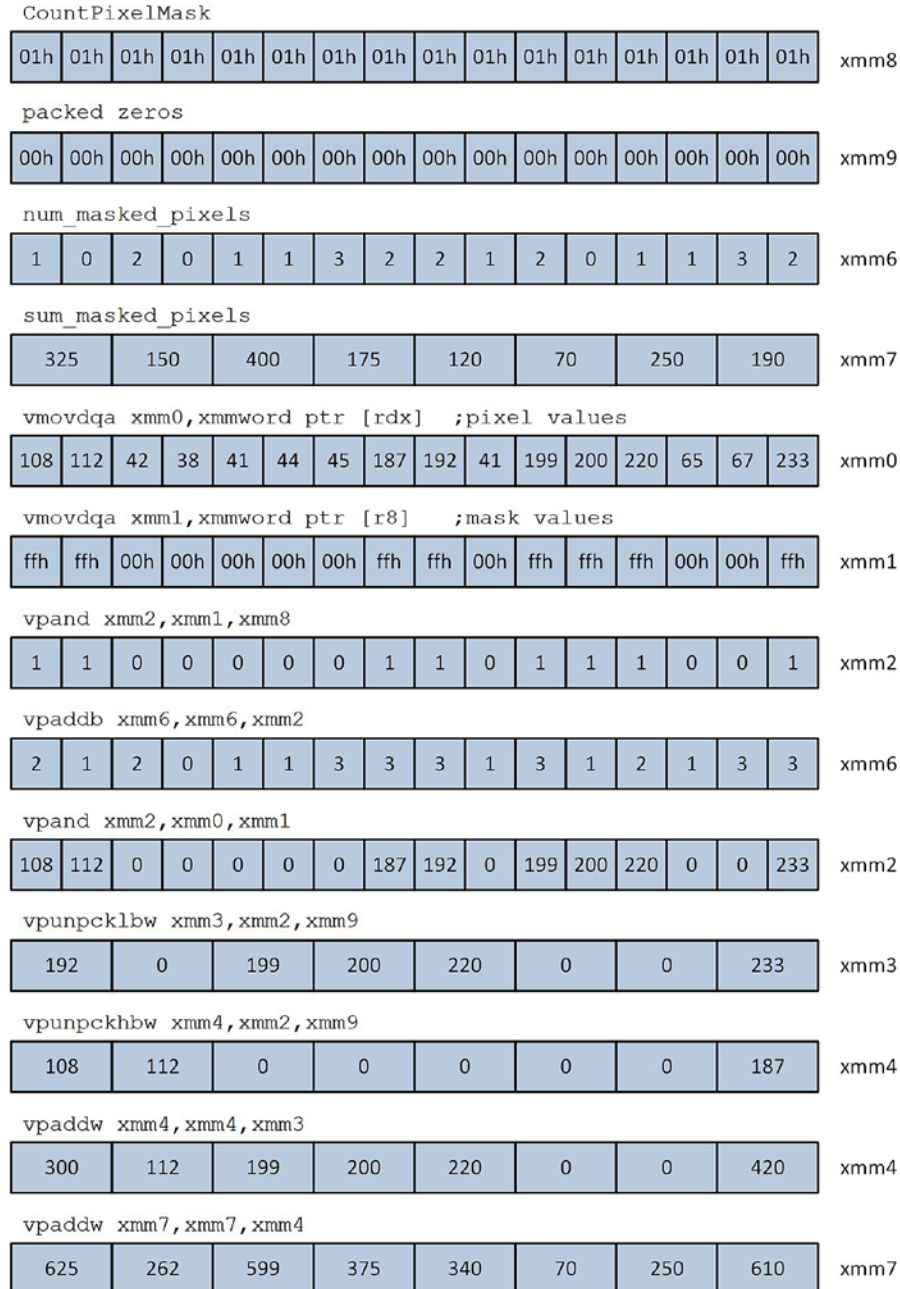 CountPixelMask
01h 01h 01h 01h 01h 01h 01h 01h 01h 01h 01h 01h 01h 01h 01h 01h xmm8
packed zeros
00h 00h 00h 00h 00h 00h 00h 00h 00h 00h 00h 00h 00h 00h 00h 00h xmm9
num_masked_pixels
1 0 2 0 1 1 3 2 2 1 2 0 1 1 3 2 xmm6
sum_masked_pixels
325 150 400 175 120 70 250 190 xmm7
vmovdqa xmm0,xmmword ptr [rdx] ;pixel values
108 112 42 38 41 44 45 187 192 41 199 200 220 65 67 233 xmm0
vmovdqa xmm1,xmmword ptr [r8] ;mask values
ffh ffh 00h 00h 00h 00h 00h ffh ffh 00h ffh ffh ffh 00h 00h ffh xmm1
vpand xmm2,xmm1,xmm8
1 1 0 0 0 0 0 1 1 0 1 1 1 0 0 1 xmm2
vpaddb xmm6,xmm6,xmm2
2 1 2 0 1 1 3 3 3 1 3 1 2 1 3 3 xmm6
vpand xmm2,xmm0,xmm1
108 112 0 0 0 0 0 187 192 0 199 200 220 0 0 233 xmm2
vpunpcklbw xmm3,xmm2,xmm9
192 0 199 200 220 0 0 233 xmm3
vpunpckhbw xmm4,xmm2,xmm9
108 112 0 0 0 0 0 187 xmm4
vpaddw xmm4,xmm4,xmm3
300 112 199 200 220 0 0 420 xmm4
vpaddw xmm7,xmm7,xmm4
625 262 599 375 340 70 250 610 xmm7